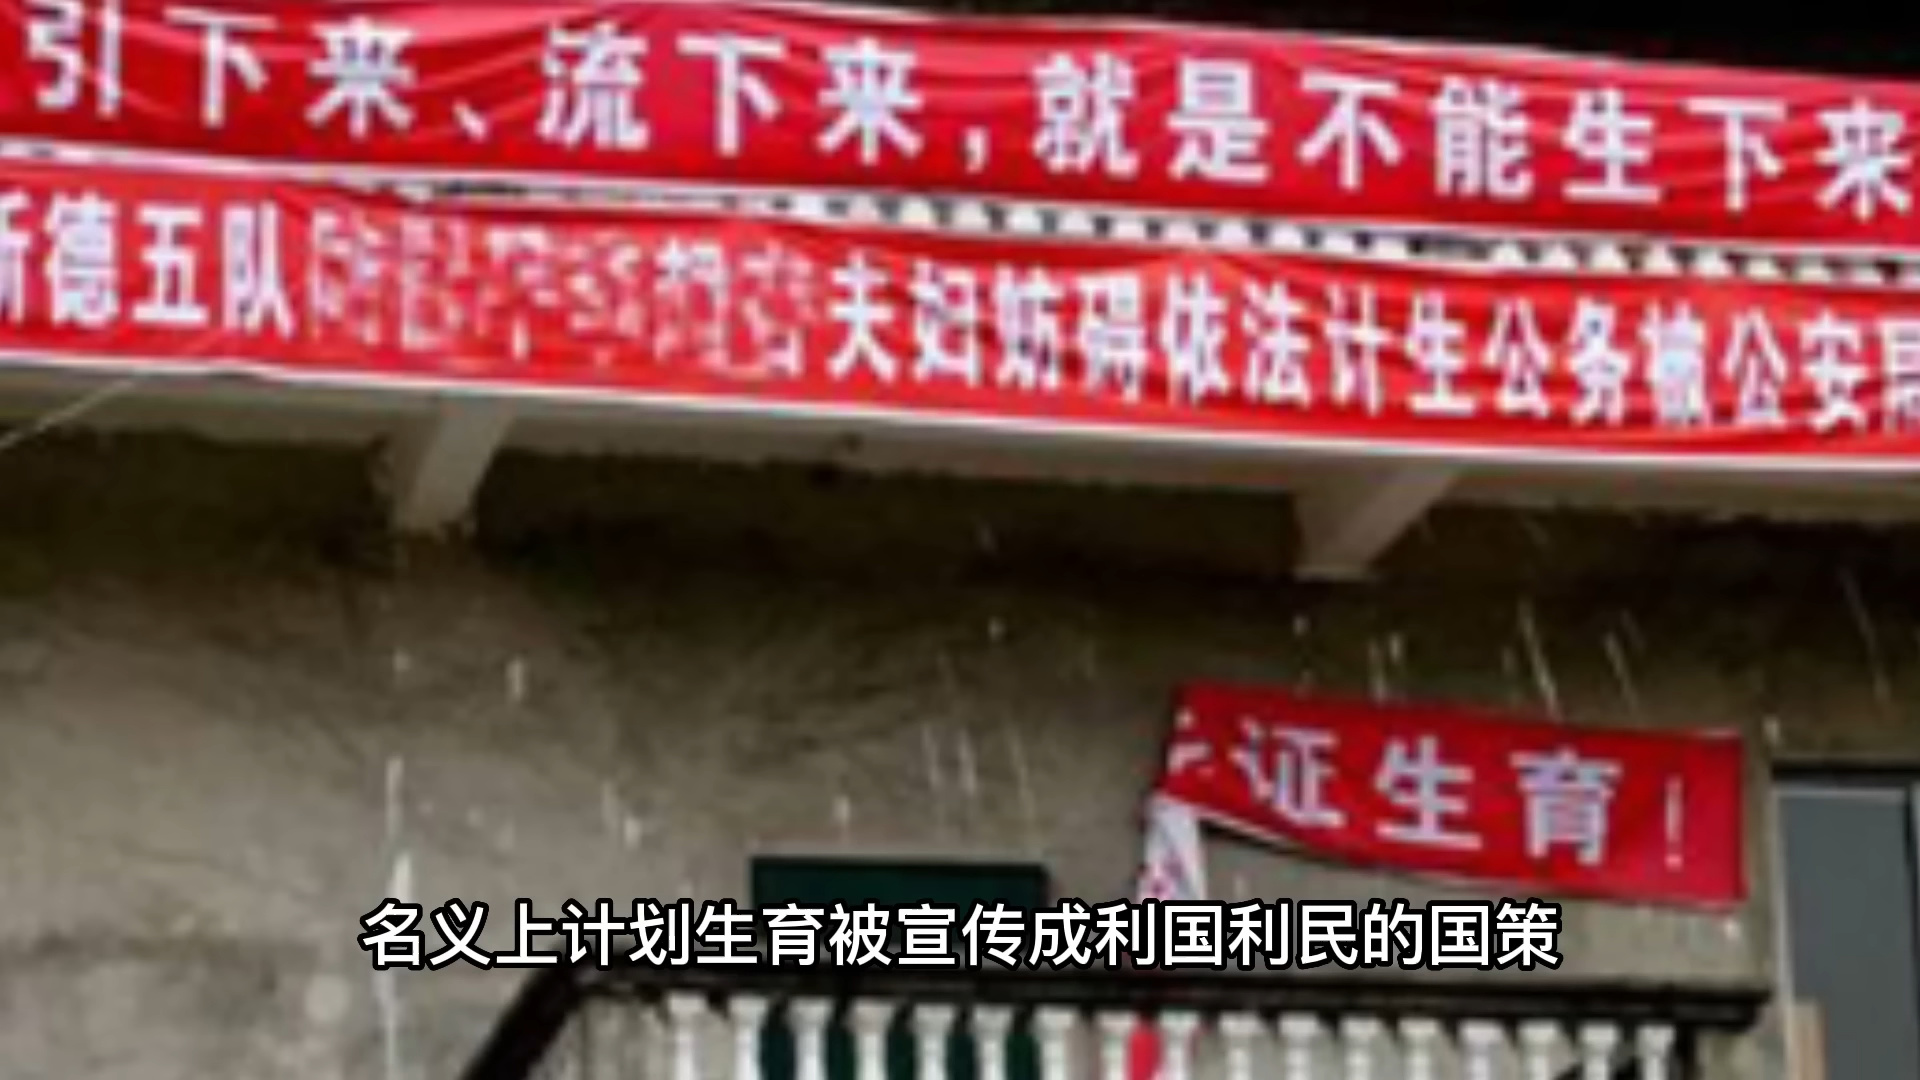 引下来、流下来,就是不能生下来
新德五队
夫妇妨碍依法计生公务被公安
证生育!
名义上计划生育被宣传成利国利民的国策